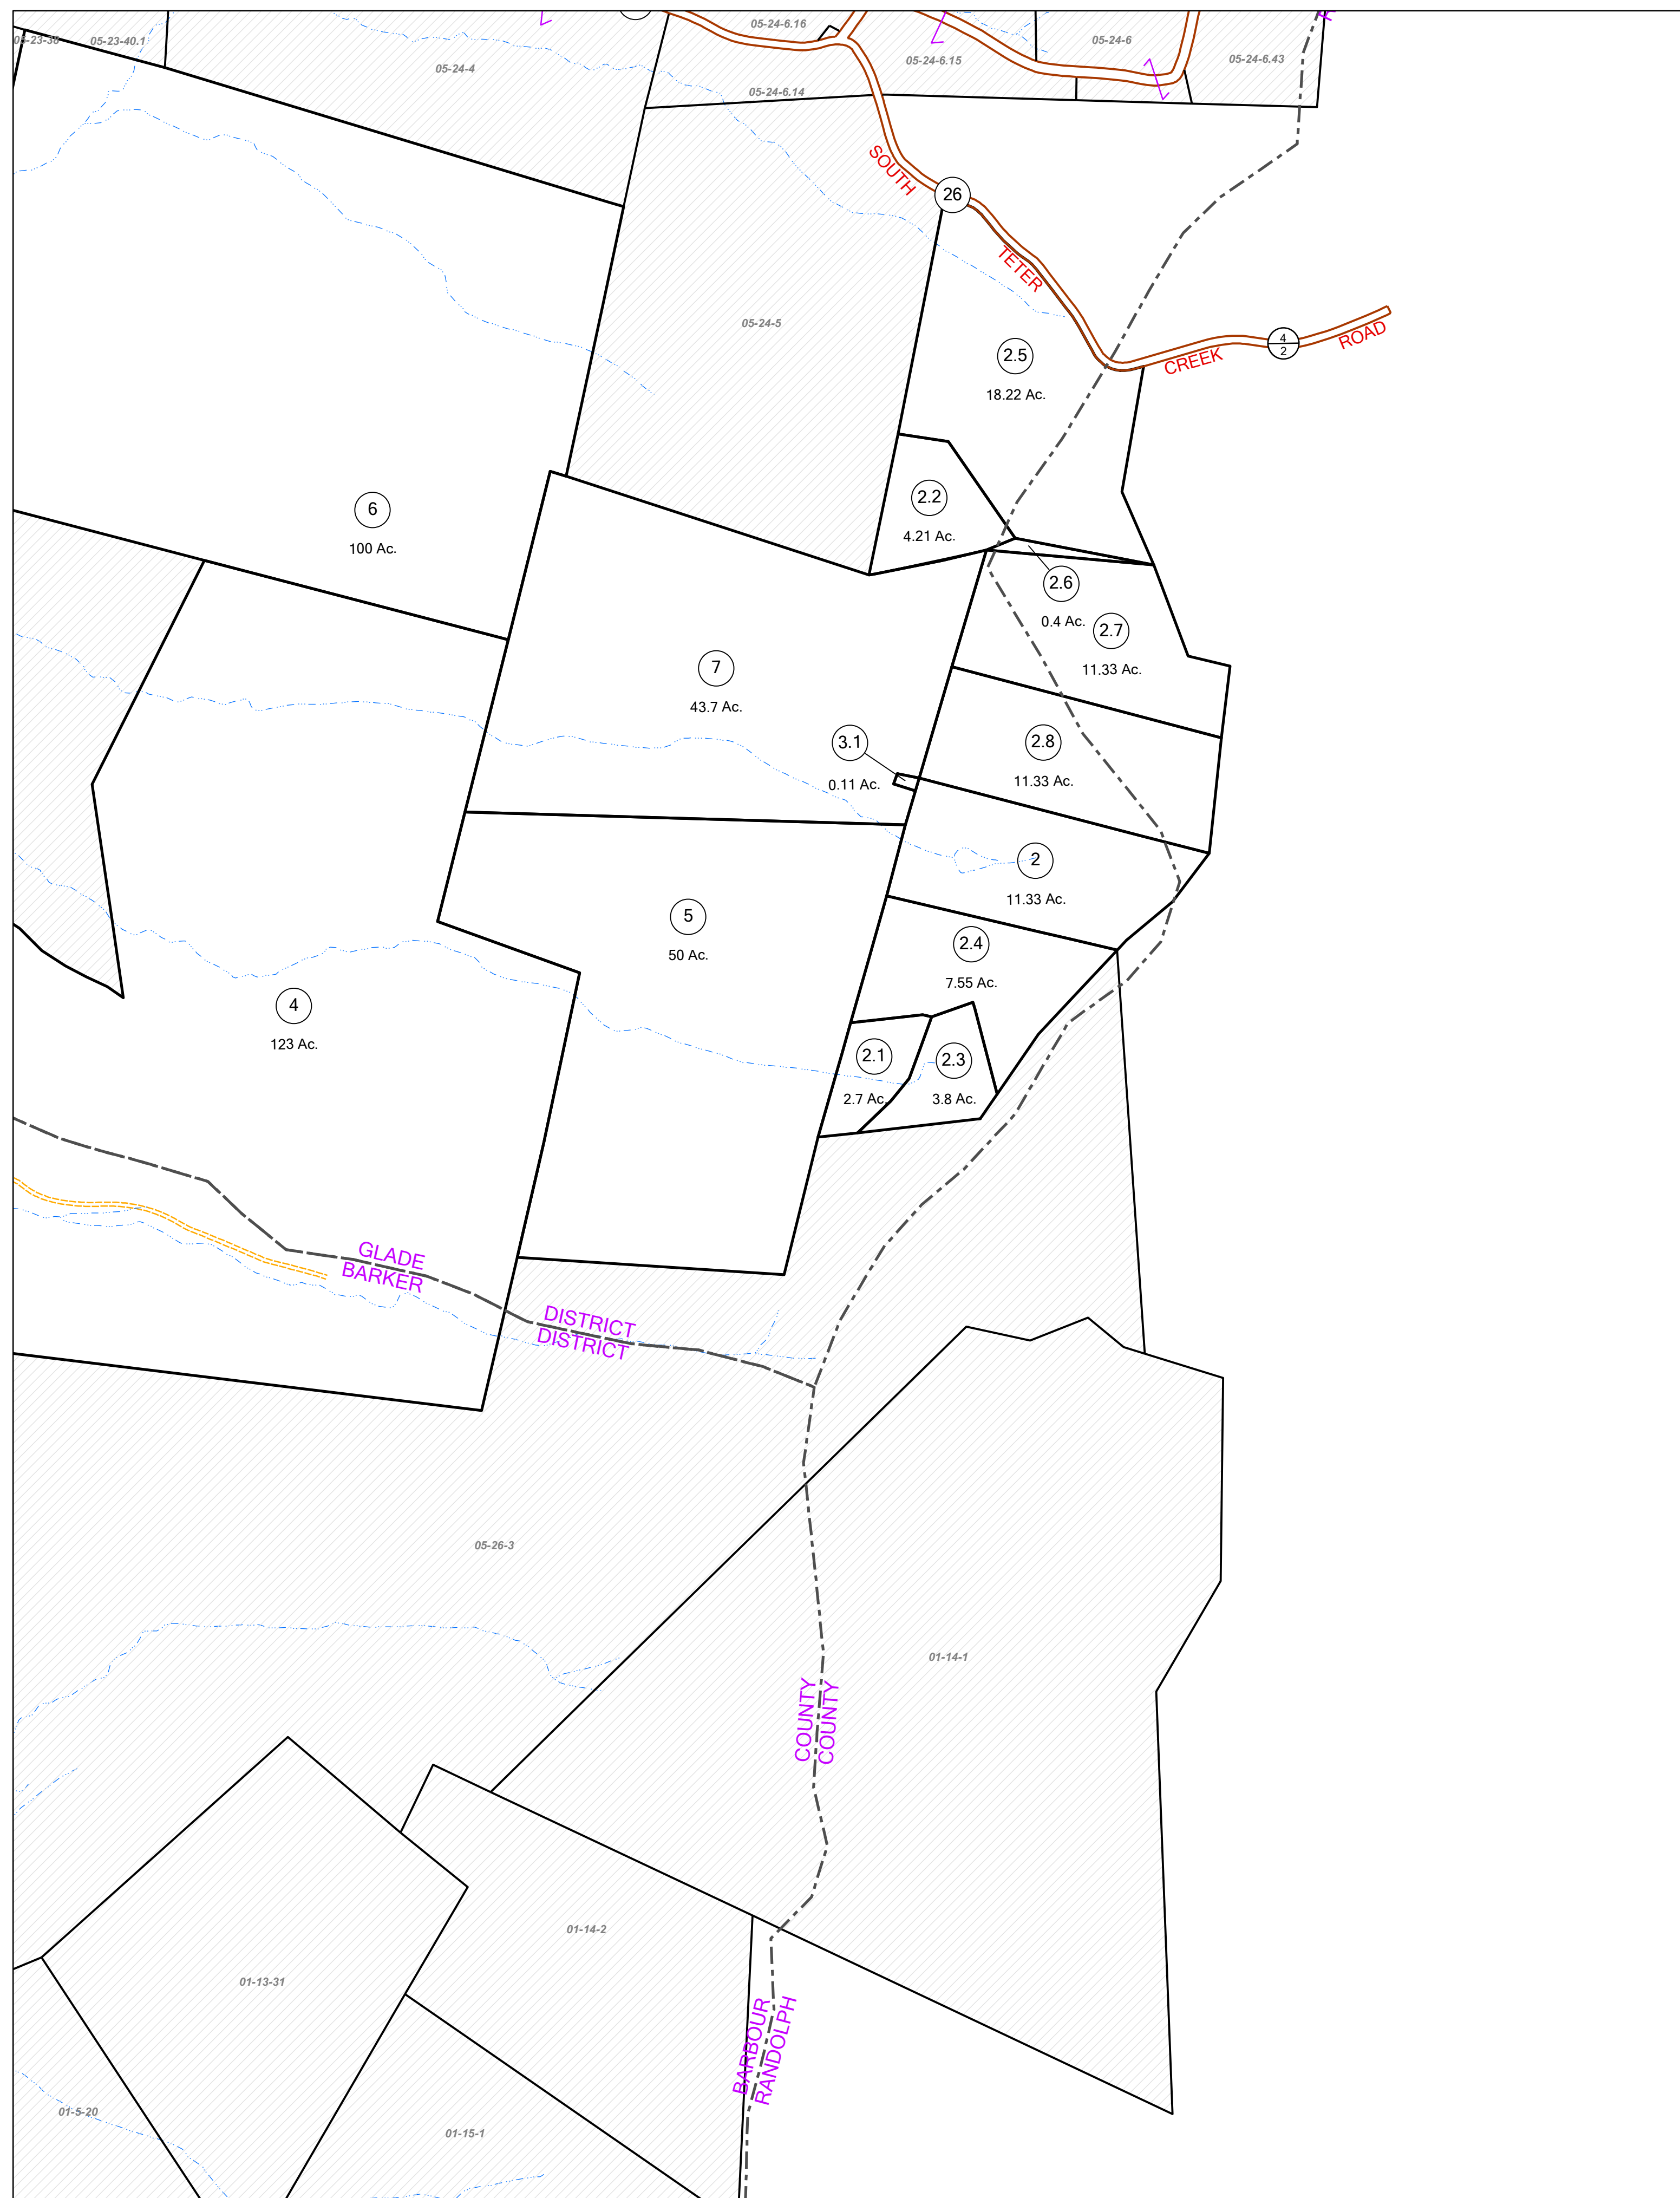 05-24-6.16
05-23-38
05-23-40.1
05-24-6
05-24-4
05-24-6.15
05-24-6.43
05-24-6.14
SOUTH
26
TETER
05-24-5
4
2
CREEK
ROAD
2.5
18.22 Ac.
2.2
4.21 Ac.
6
100 Ac.
2.6
0.4 Ac.
2.7
11.33 Ac.
7
43.7 Ac.
3.1
0.11 Ac.
2.8
11.33 Ac.
2
11.33 Ac.
5
50 Ac.
2.4
7.55 Ac.
4
123 Ac.
2.1
2.7 Ac.
2.3
3.8 Ac.
GLADE
BARKER
DISTRICT
DISTRICT
05-26-3
01-14-1
COUNTY
COUNTY
01-14-2
01-13-31
BARBOUR
RANDOLPH
01-5-20
01-15-1